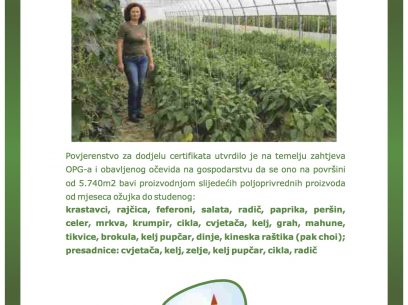 Povjerenstvo za dodjelu certifikata utvrdilo je na temelju zahtjeva
OPG-a i obavljenog očevida na gospodarstvu da se ono na površini
od 5.740m2 bavi proizvodnjom slijedećih poljoprivrednih proizvoda
od mjeseca ožujka do studenog:
krastavci, rajčica, feferoni, salata, radič, paprika, peršin,
celer, mrkva, krumpir, cikla, cvjetača, kelj, grah, mahune,
tikvice, brokula, kelj pupčar, dinje, kineska raštika (pak choi);
presadnice: cvjetača, kelj, zelje, kelj pupčar, cikla, radič